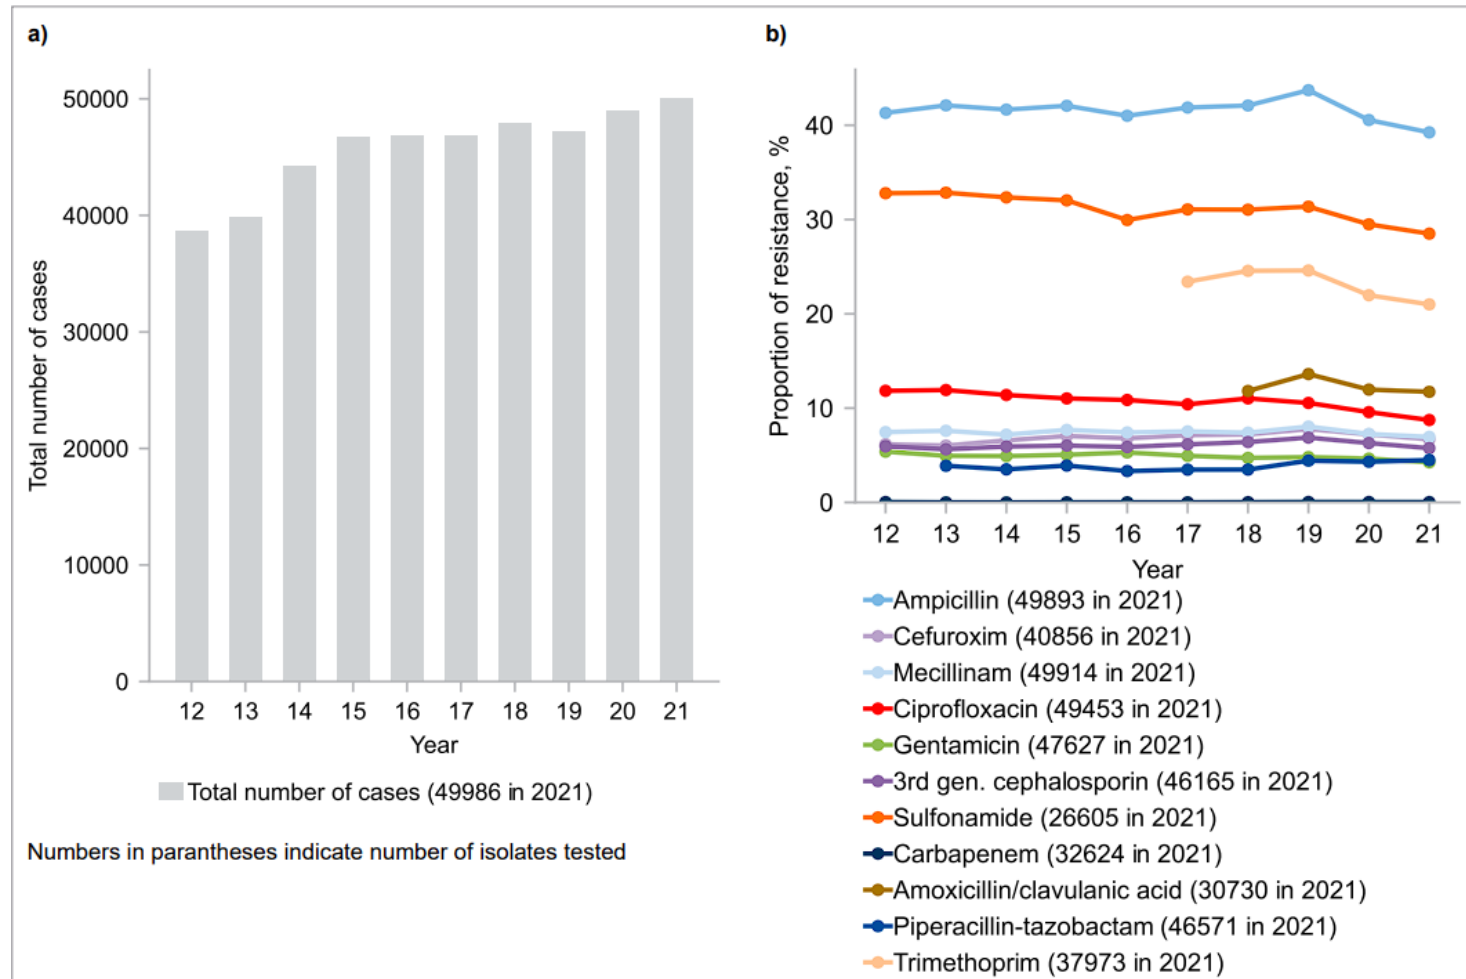 a)
Total number of cases
50000
40000
30000
20000
10000
0
12 13 14 15 16 17 18 19 20 21
Year
Total number of cases (49986 in 2021)
Numbers in parantheses indicate number of isolates tested
b)
Proportion of resistance, %
40
30
20
10
0
12 13 14 15 16 17 18 19 20 21
Year
Ampicillin (49893 in 2021)
Cefuroxim (40856 in 2021)
Mecillinam (49914 in 2021)
Ciprofloxacin (49453 in 2021)
Gentamicin (47627 in 2021)
3rd gen. cephalosporin (46165 in 2021)
Sulfonamide (26605 in 2021)
Carbapenem (32624 in 2021)
Amoxicillin/clavulanic acid (30730 in 2021)
Piperacillin-tazobactam (46571 in 2021)
Trimethoprim (37973 in 2021)